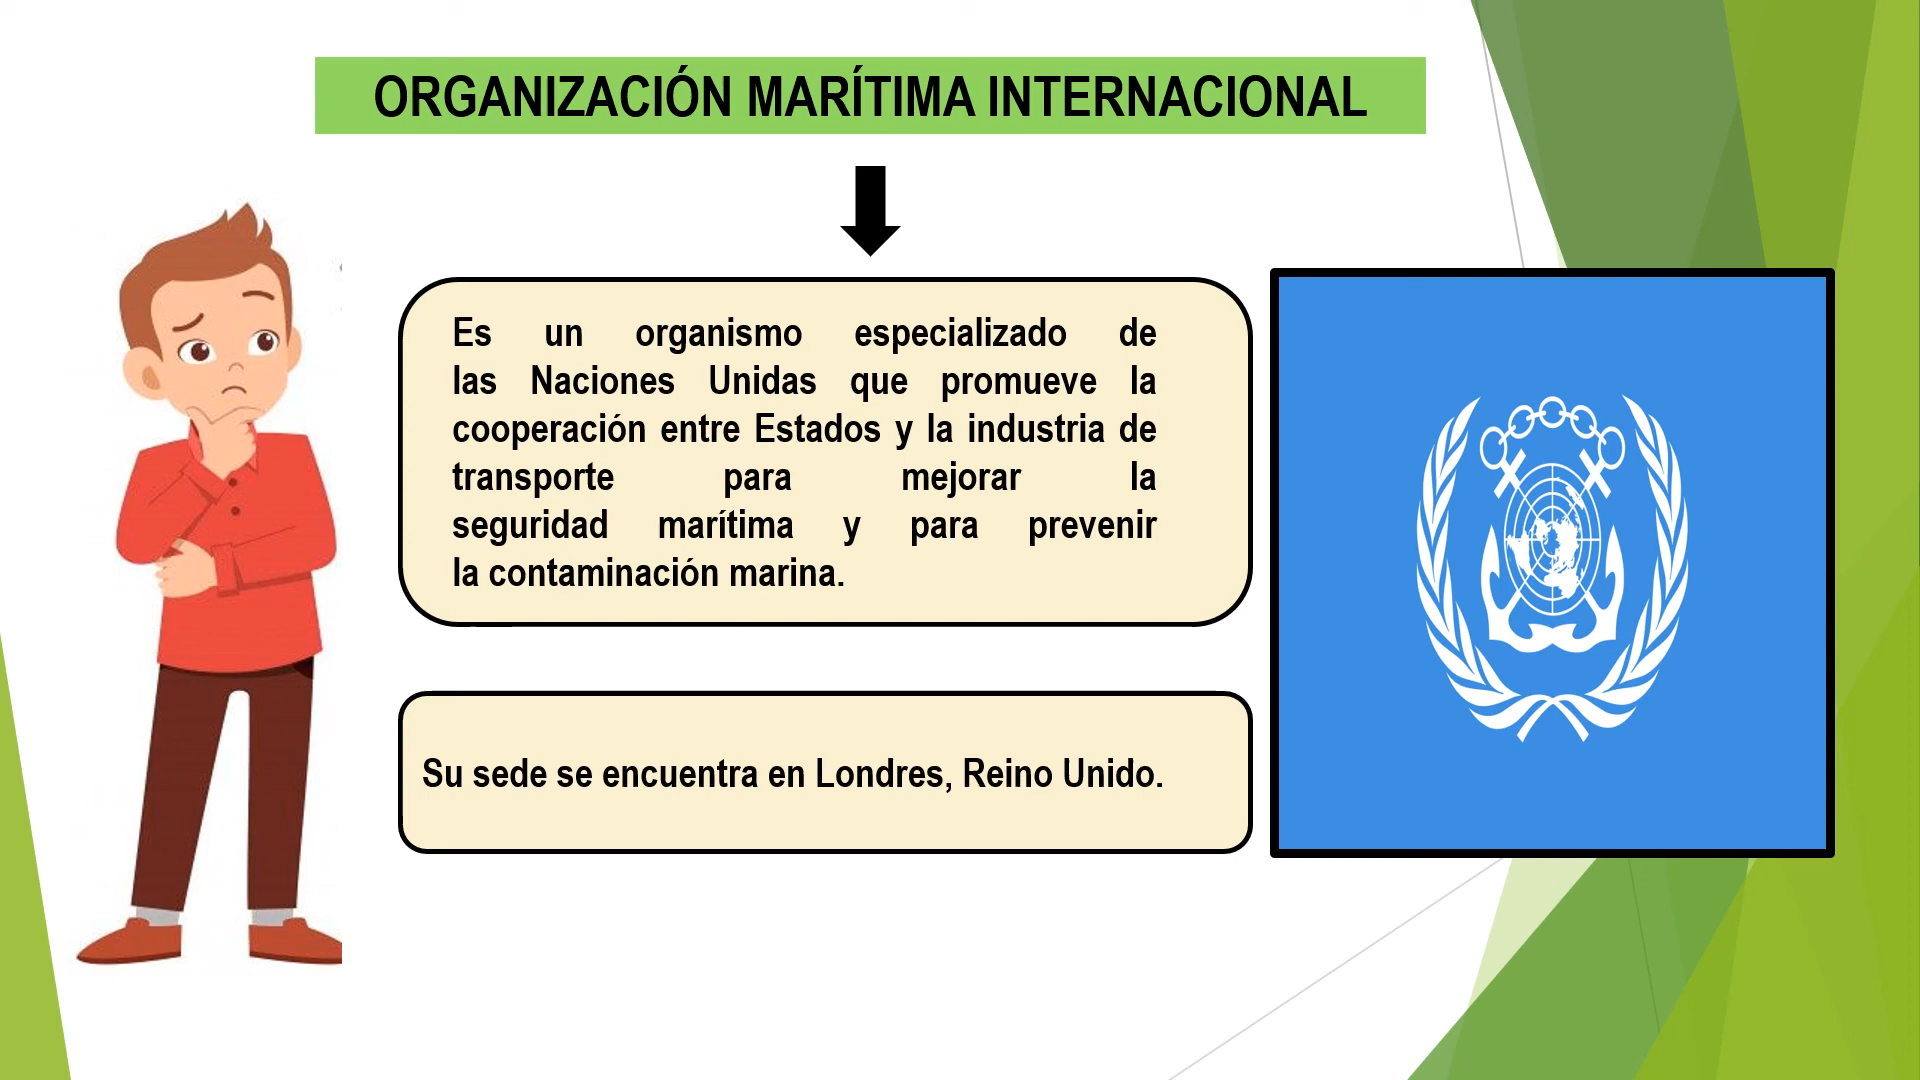 ORGANIZACIÓN MARÍTIMA INTERNACIONAL
Es un organismo especializado de
las Naciones Unidas que promueve la
cooperación entre Estados y la industria de
transporte para mejorar la
seguridad marítima y para prevenir
la contaminación marina.
Su sede se encuentra en Londres, Reino Unido.